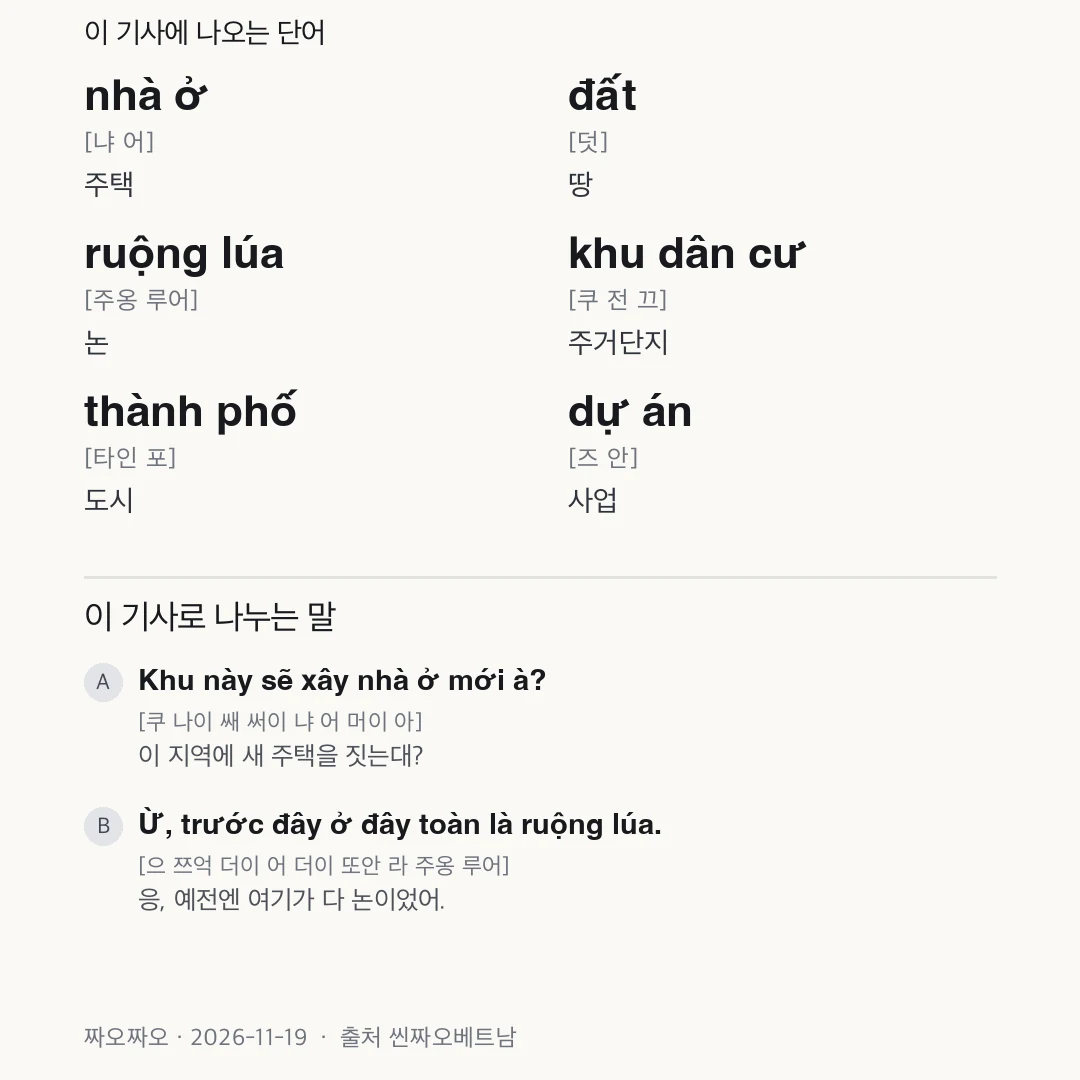 이 기사에 나오는 단어
nhà ở
[냐 어]
주택
đất
[덧]
땅
ruộng lúa
[주옹 루어]
논
khu dân cư
[쿠 전 끄]
주거단지
thành phố
[타인 포]
도시
dự án
[즈 안]
사업
이 기사로 나누는 말
A Khu này sẽ xây nhà ở mới à?
[쿠 나이 쌔 써이 냐 어 머이 아]
이 지역에 새 주택을 짓는대?
B Ừ, trước đây ở đây toàn là ruộng lúa.
[으 쯔억 더이 어 더이 또안 라 주옹 루어]
응, 예전엔 여기가 다 논이었어.
짜오짜오 · 2026-11-19 · 출처 씬짜오베트남